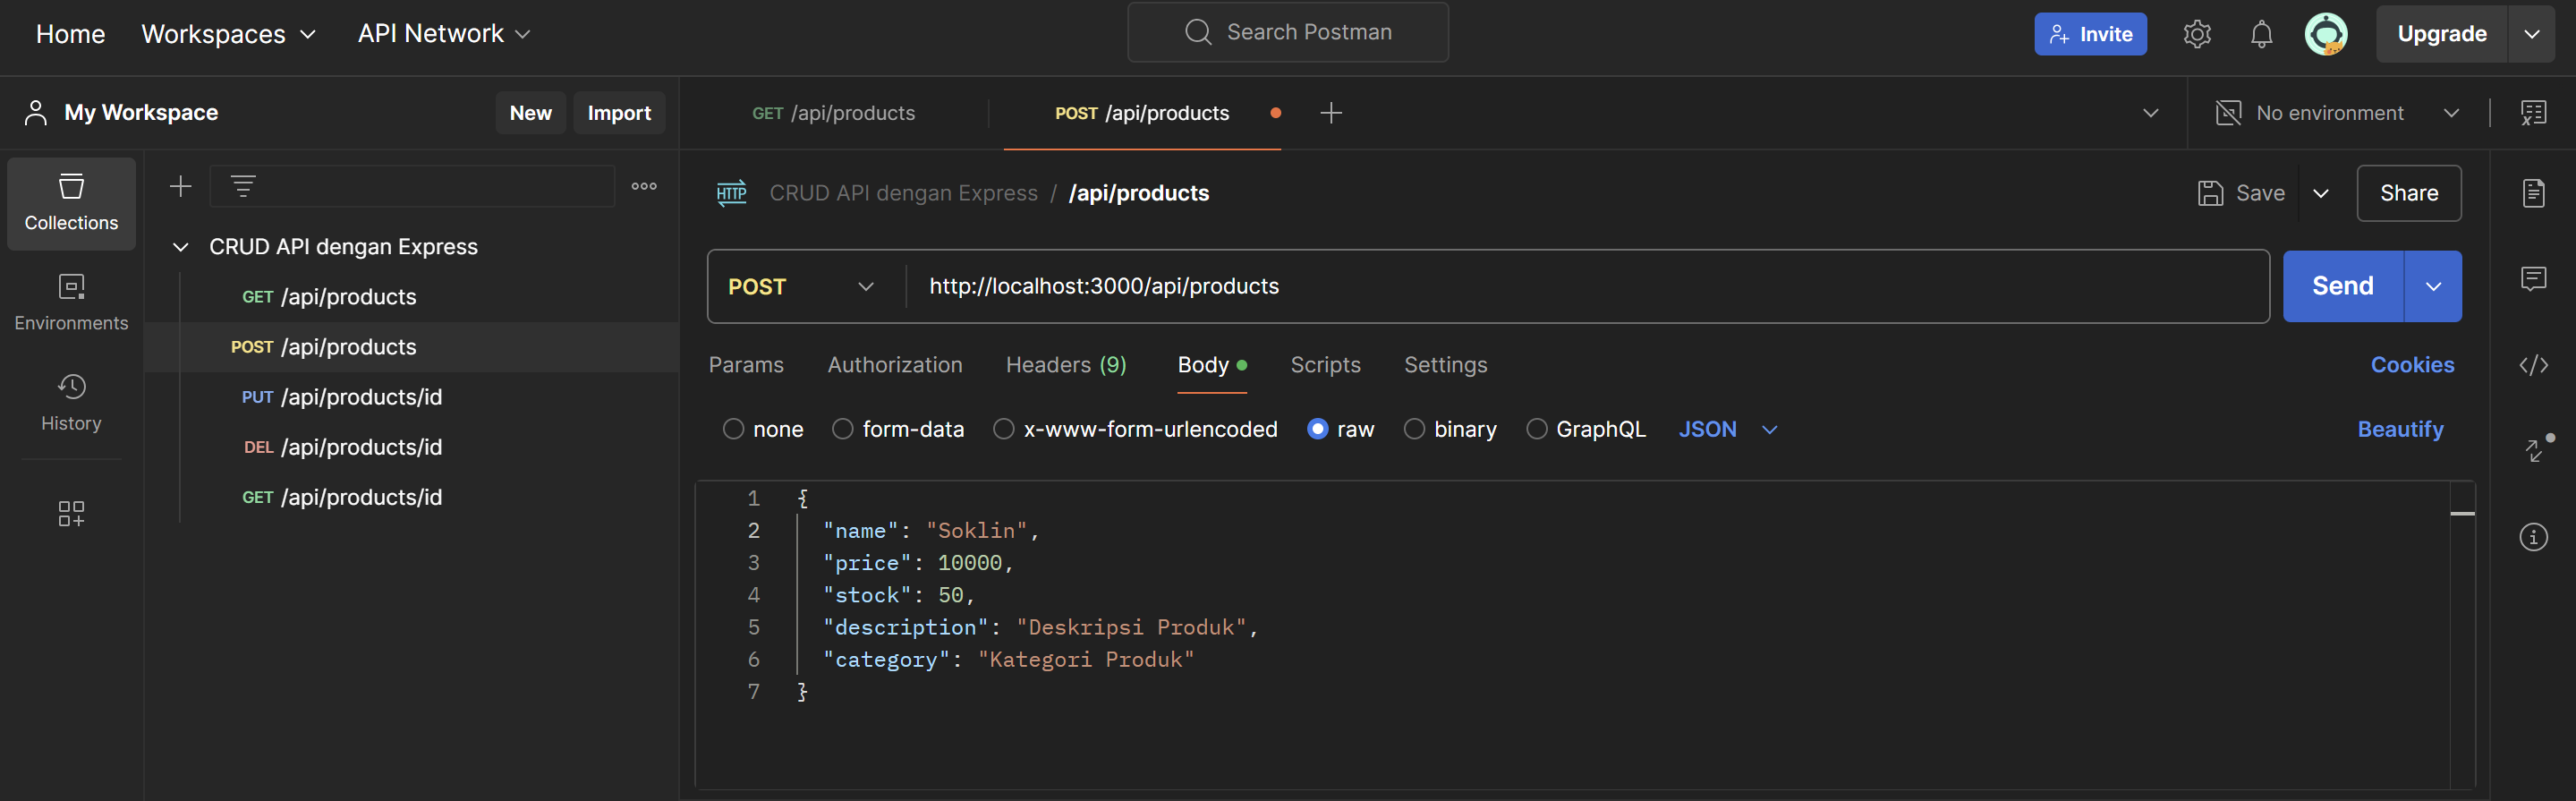 Home Workspaces API Network Search Postman Invite Upgrade
My Workspace New Import GET /api/products POST /api/products No environment
Collections
Environments
History
CRUD API dengan Express
GET /api/products
POST /api/products
PUT /api/products/id
DEL /api/products/id
GET /api/products/id
HTTP CRUD API dengan Express / /api/products Save Share
POST http://localhost:3000/api/products Send
Params Authorization Headers (9) Body Scripts Settings Cookies
none form-data x-www-form-urlencoded raw binary GraphQL JSON Beautify
1 {
2 "name": "Soklin",
3 "price": 10000,
4 "stock": 50,
5 "description": "Deskripsi Produk",
6 "category": "Kategori Produk"
7 }